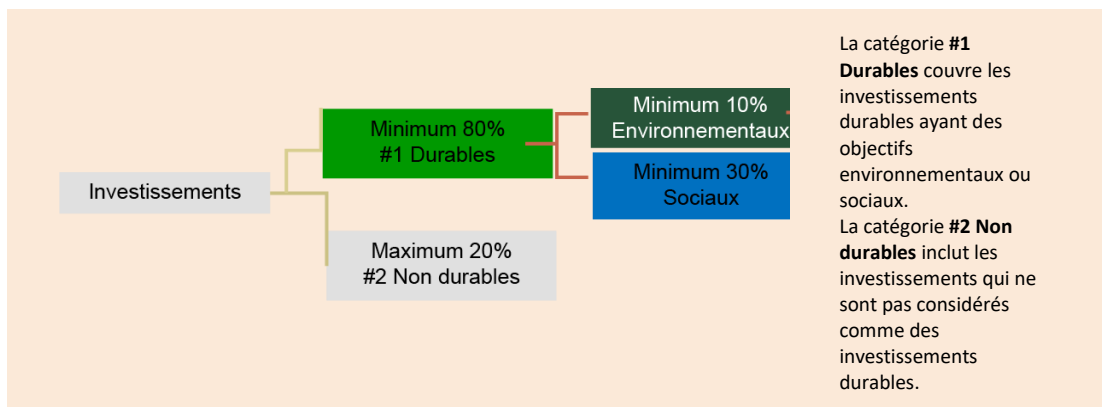 Investissements
Minimum 80%
#1 Durables
Maximum 20%
#2 Non durables
Minimum 10%
Environnementaux
Minimum 30%
Sociaux
La catégorie #1
Durables couvre les
investissements
durables ayant des
objectifs
environnementaux ou
sociaux.
La catégorie #2 Non
durables inclut les
investissements qui ne
sont pas considérés
comme des
investissements
durables.